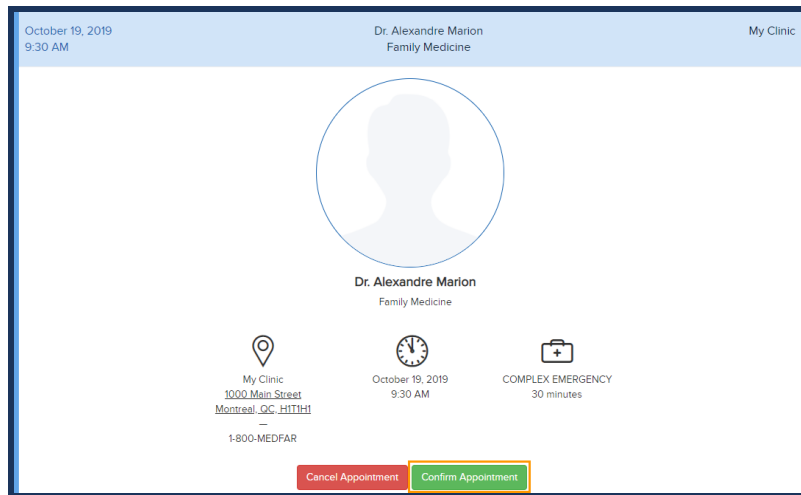 October 19, 2019
9:30 AM
Dr. Alexandre Marion
Family Medicine
My Clinic
Dr. Alexandre Marion
Family Medicine
My Clinic
1000 Main Street
Montreal, QC, H1T1H1
—
1-800-MEDFAR
October 19, 2019
9:30 AM
COMPLEX EMERGENCY
30 minutes
Cancel Appointment
Confirm Appointment